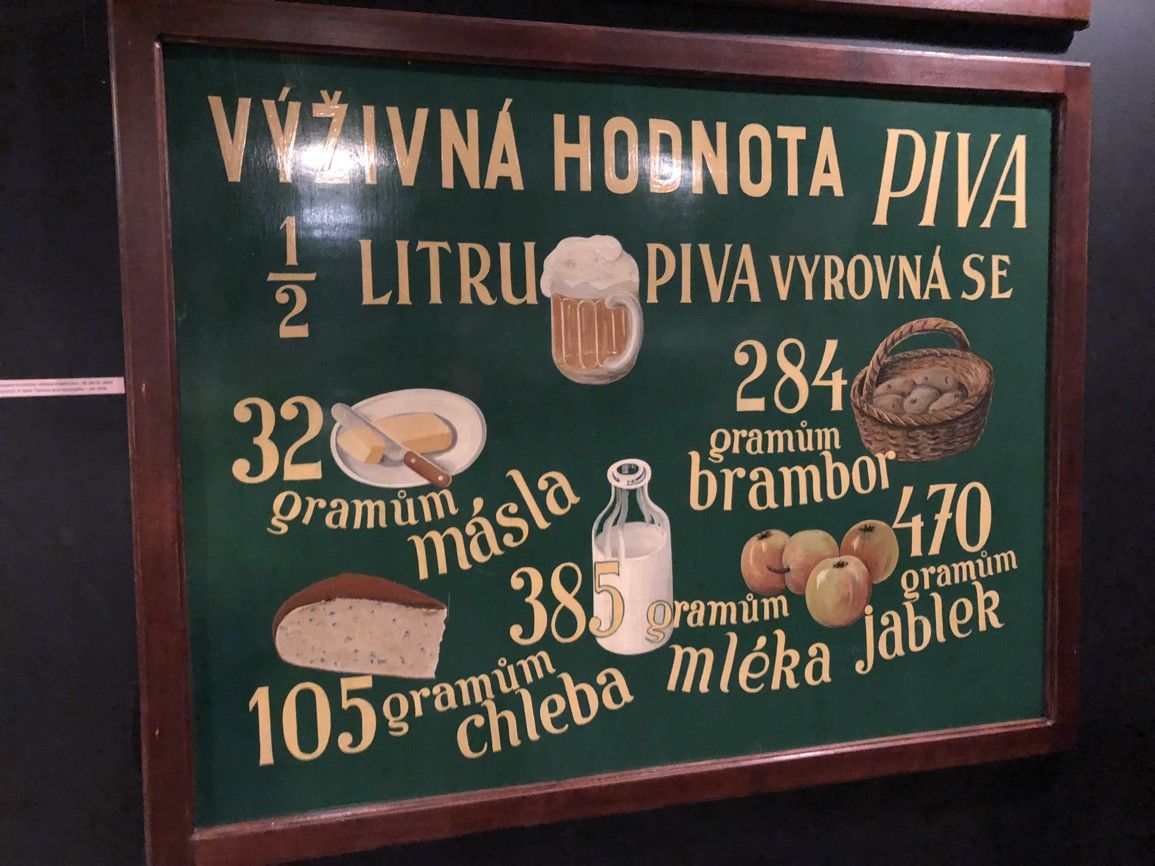 VÝŽIVNÁ HODNOTA PIVA
1/2 LITRU PIVA VYROVNÁ SE
32
gramům
másla
284
gramům
brambor
105 gramům
chleba
385 gramům
mléka
470
gramům
jablek